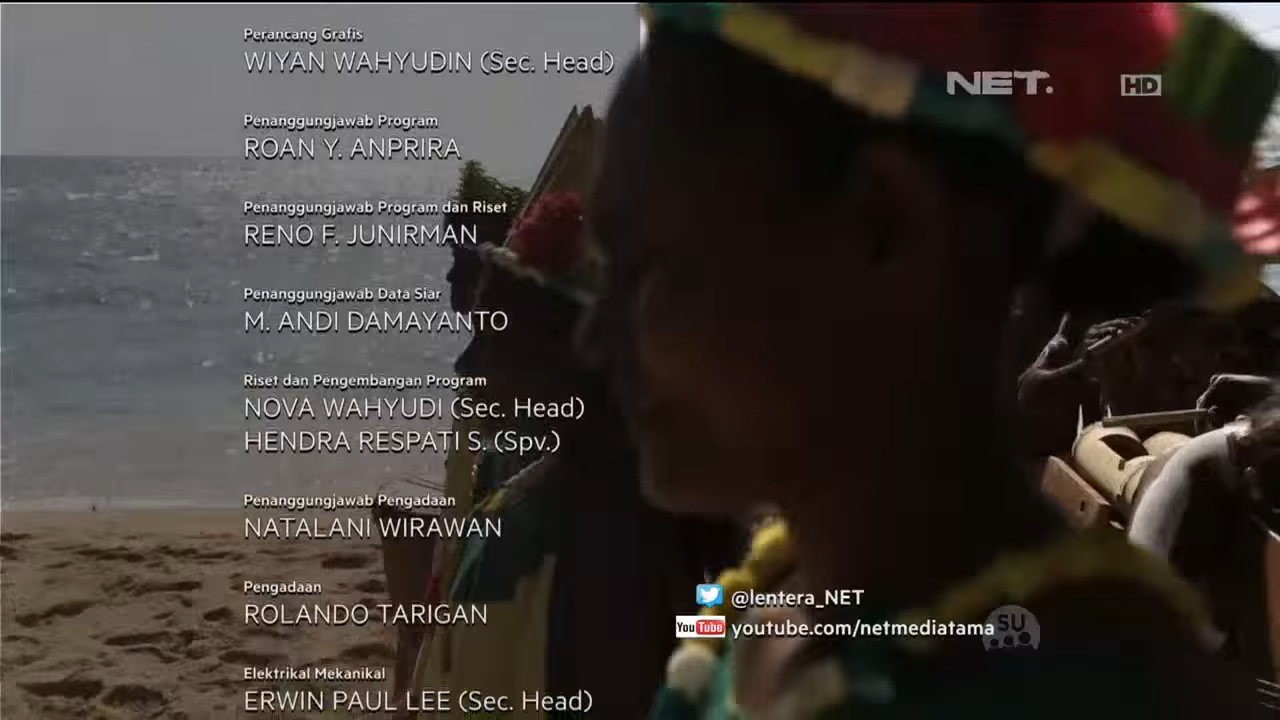 Perancang Grafis
WIYAN WAHYUDIN (Sec. Head)
Penanggungjawab Program
ROAN Y. ANPRIRA
Penanggungjawab Program dan Riset
RENO F. JUNIRMAN
Penanggungjawab Data Siar
M. ANDI DAMAYANTO
Riset dan Pengembangan Program
NOVA WAHYUDI (Sec. Head)
HENDRA RESPATI S. (Spv.)
Penanggungjawab Pengadaan
NATALANI WIRAWAN
Pengadaan
ROLANDO TARIGAN
Elektrikal Mekanikal
ERWIN PAUL LEE (Sec. Head)
NET.
HD
@lentera_NET
You Tube youtube.com/netmediatama
SU